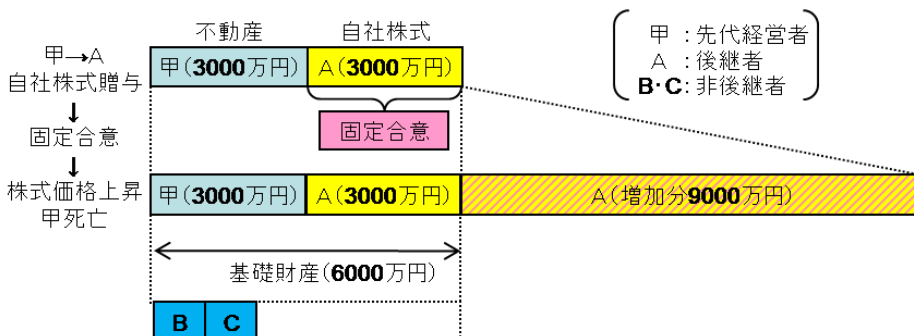 不動産
自社株式
甲→A
自社株式贈与
↓
固定合意
↓
株式価格上昇
甲死亡
甲(3000万円)
A(3000万円)
甲:先代経営者
A:後継者
B・C:非後継者
固定合意
甲(3000万円)
A(3000万円)
A(増加分9000万円)
基礎財産(6000万円)
B
C